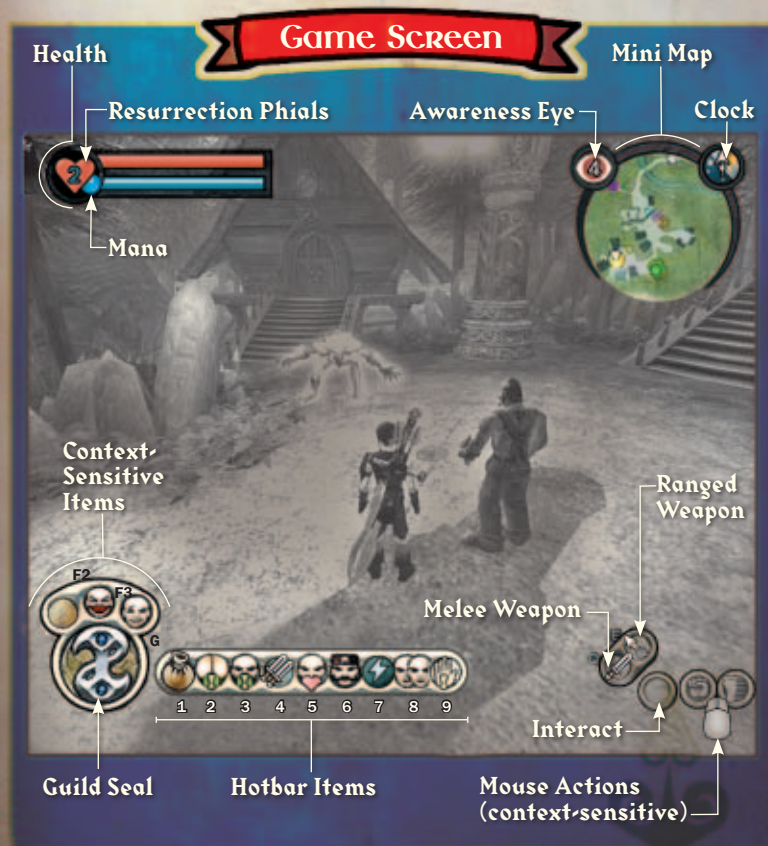 Game Screen
Health
Mini Map
Resurrection Phials
Awareness Eye
Clock
2
4
Mana
Context-
Sensitive
Items
Ranged
Weapon
F2
F3
Melee Weapon
G
1 2 3 4 5 6 7 8 9
Interact
Guild Seal
Hotbar Items
Mouse Actions
(context-sensitive)